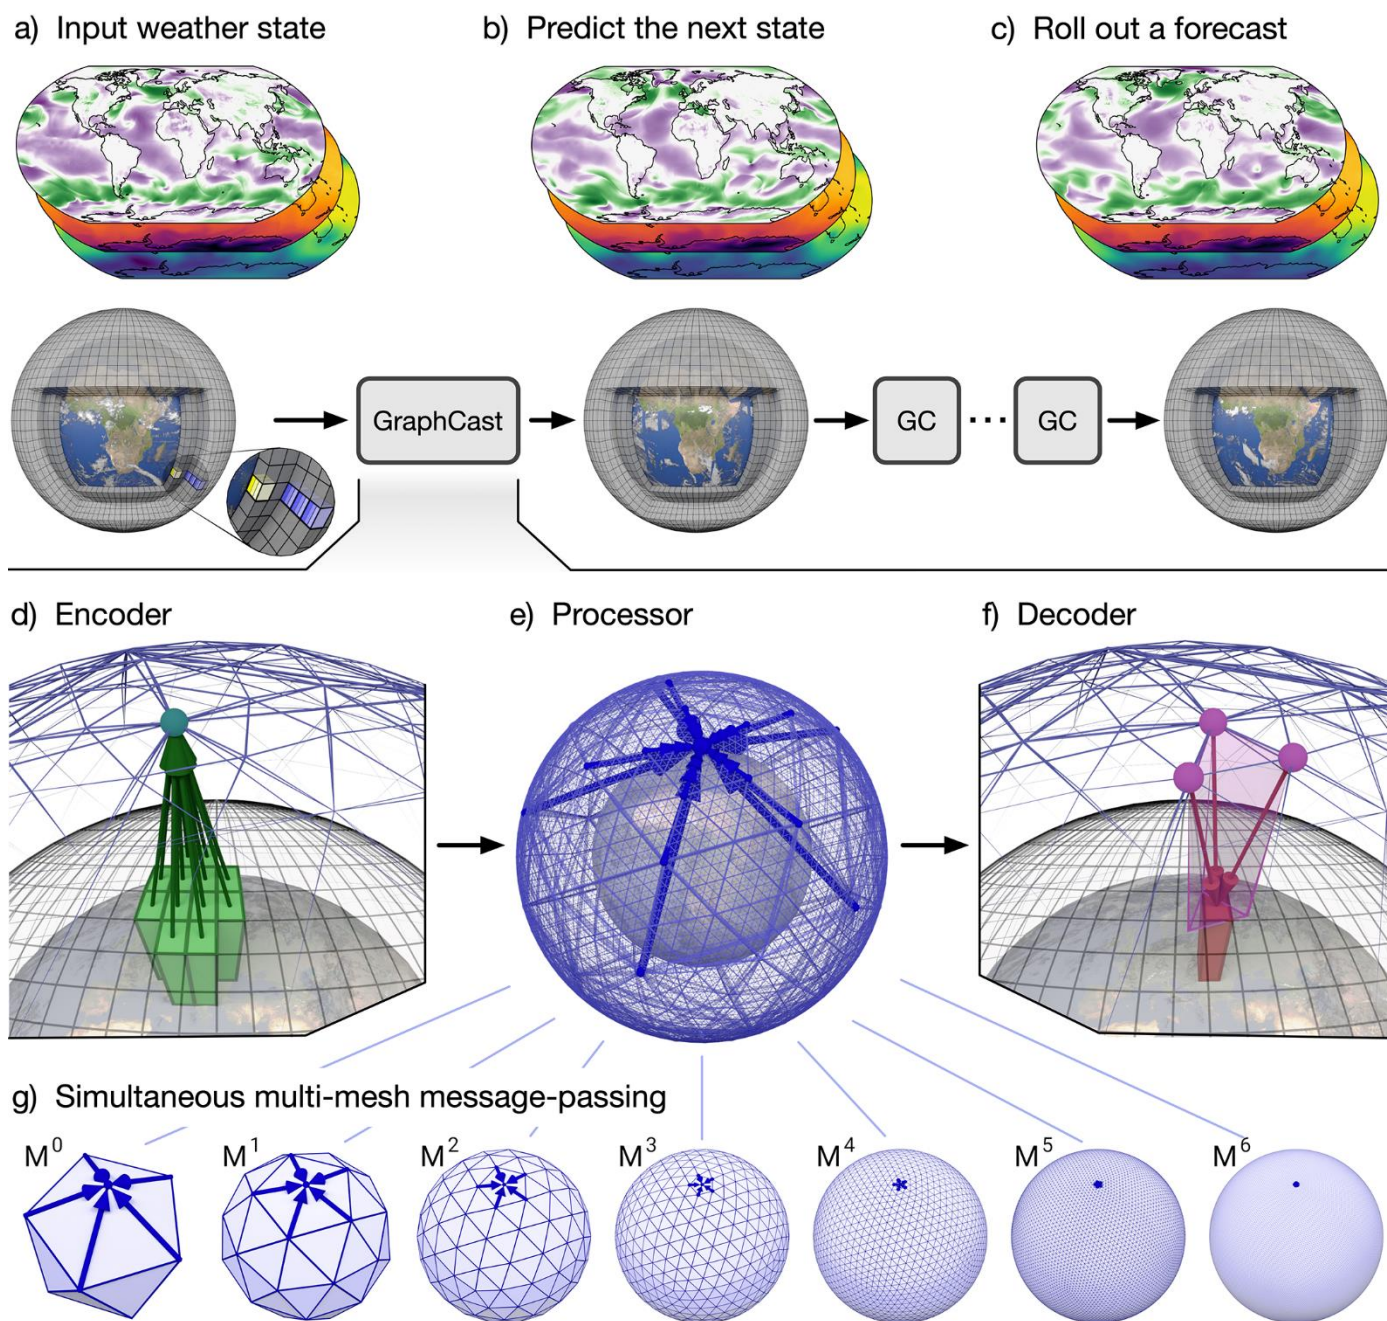 a) Input weather state
b) Predict the next state
c) Roll out a forecast
GraphCast
GC
...
GC
d) Encoder
e) Processor
f) Decoder
g) Simultaneous multi-mesh message-passing
M⁰
M¹
M²
M³
M⁴
M⁵
M⁶